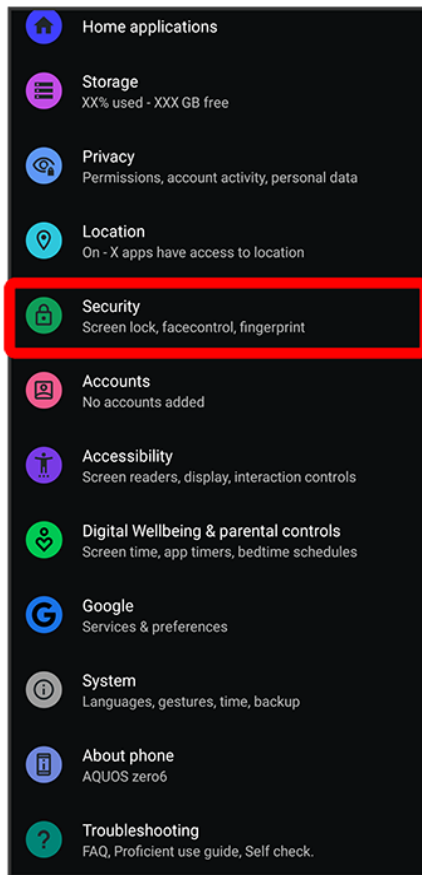 Home applications
Storage
XX% used - XXX GB free
Privacy
Permissions, account activity, personal data
Location
On - X apps have access to location
Security
Screen lock, facecontrol, fingerprint
Accounts
No accounts added
Accessibility
Screen readers, display, interaction controls
Digital Wellbeing & parental controls
Screen time, app timers, bedtime schedules
Google
Services & preferences
System
Languages, gestures, time, backup
About phone
AQUOS zero6
Troubleshooting
FAQ, Proficient use guide, Self check.